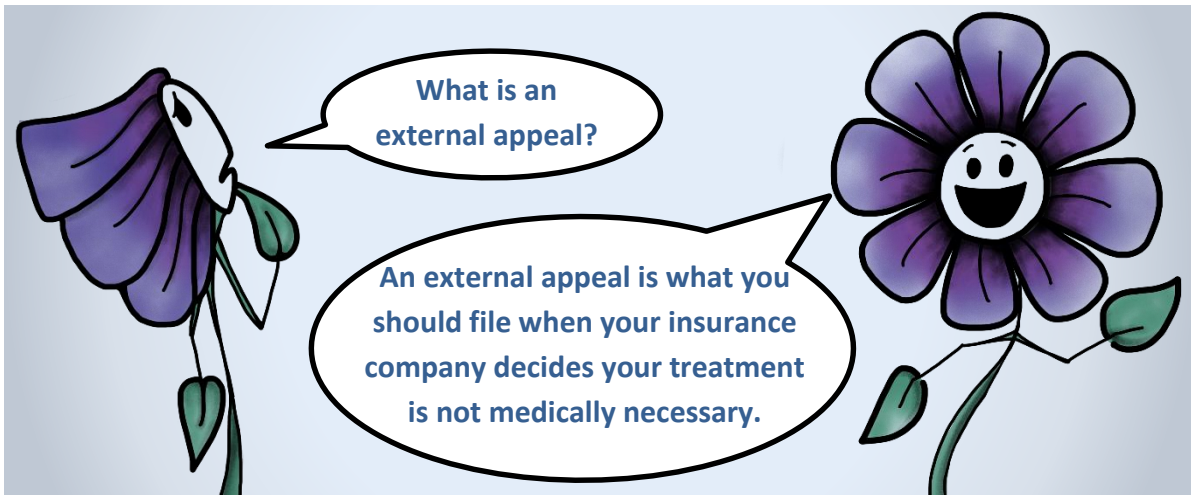 What is an
external appeal?
An external appeal is what you
should file when your insurance
company decides your treatment
is not medically necessary.